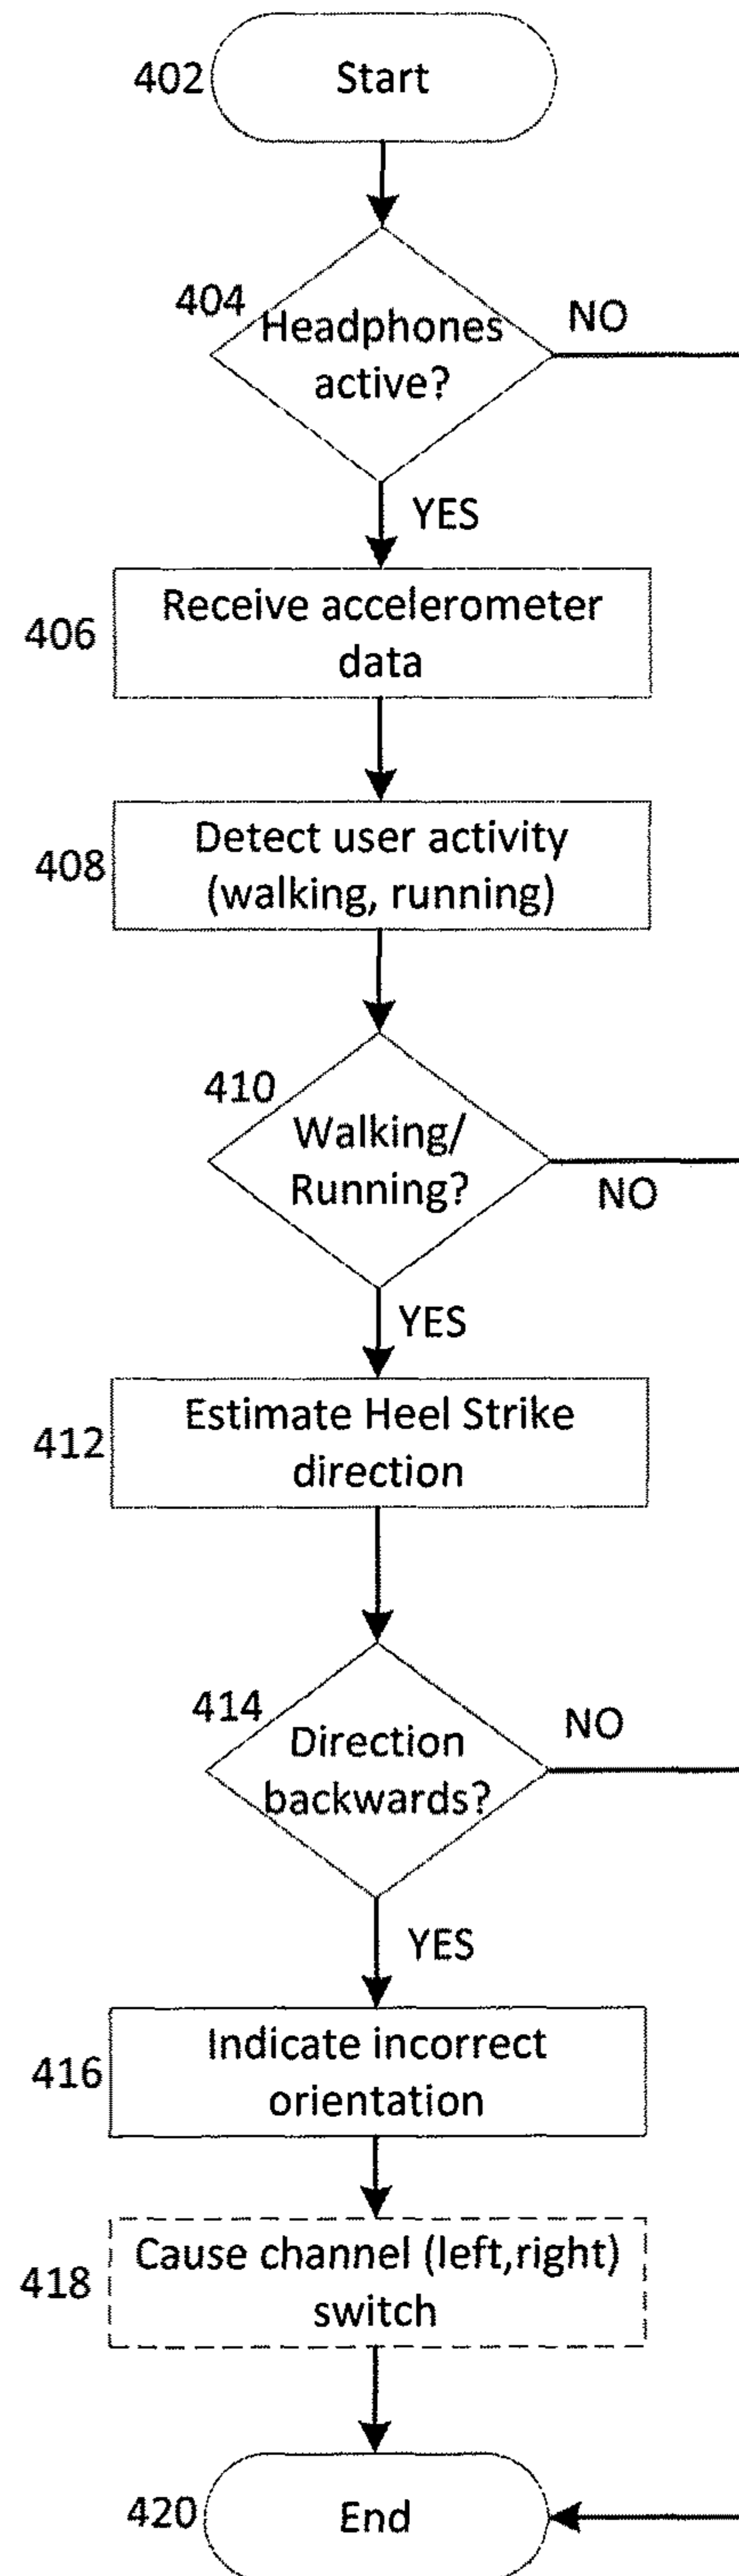 402
Start
404
Headphones
active?
NO
YES
406
Receive accelerometer
data
408
Detect user activity
(walking, running)
410
Walking/
Running?
NO
YES
412
Estimate Heel Strike
direction
414
Direction
backwards?
NO
YES
416
Indicate incorrect
orientation
418
Cause channel (left,right)
switch
420
End